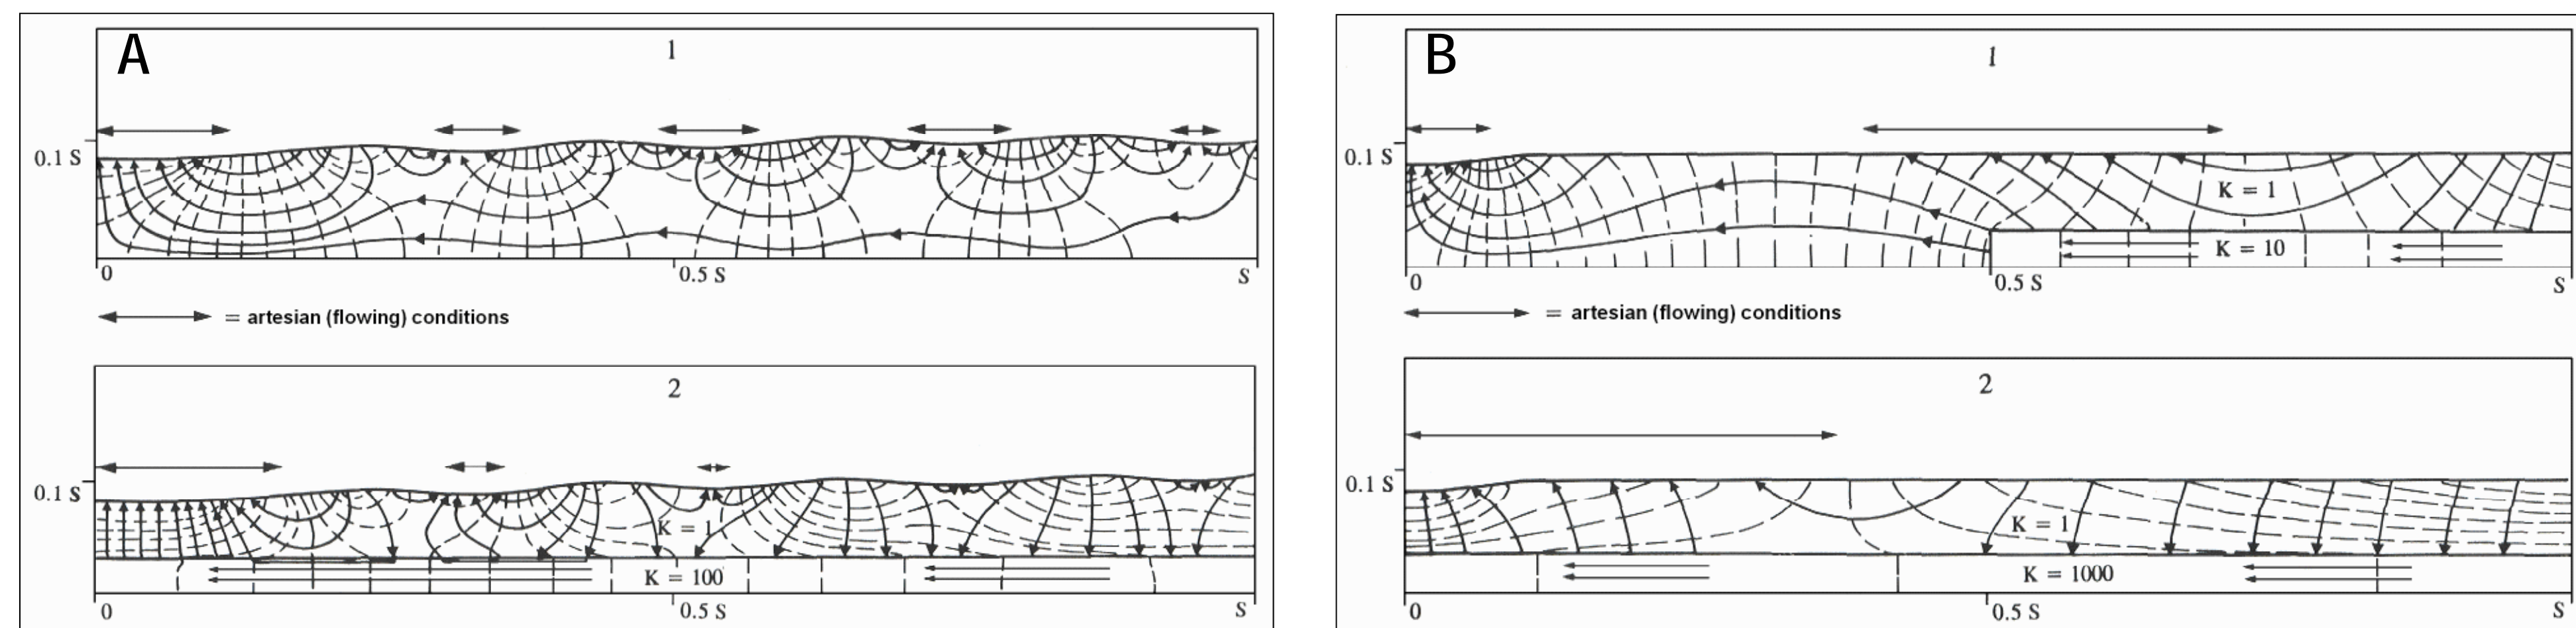 A
1
0.1 S
0
0.5 S
S
= artesian (flowing) conditions
2
0.1 S
K = 1
K = 100
0
0.5 S
S
B
1
0.1 S
K = 1
K = 10
0
0.5 S
S
= artesian (flowing) conditions
2
0.1 S
K = 1
K = 1000
0
0.5 S
S